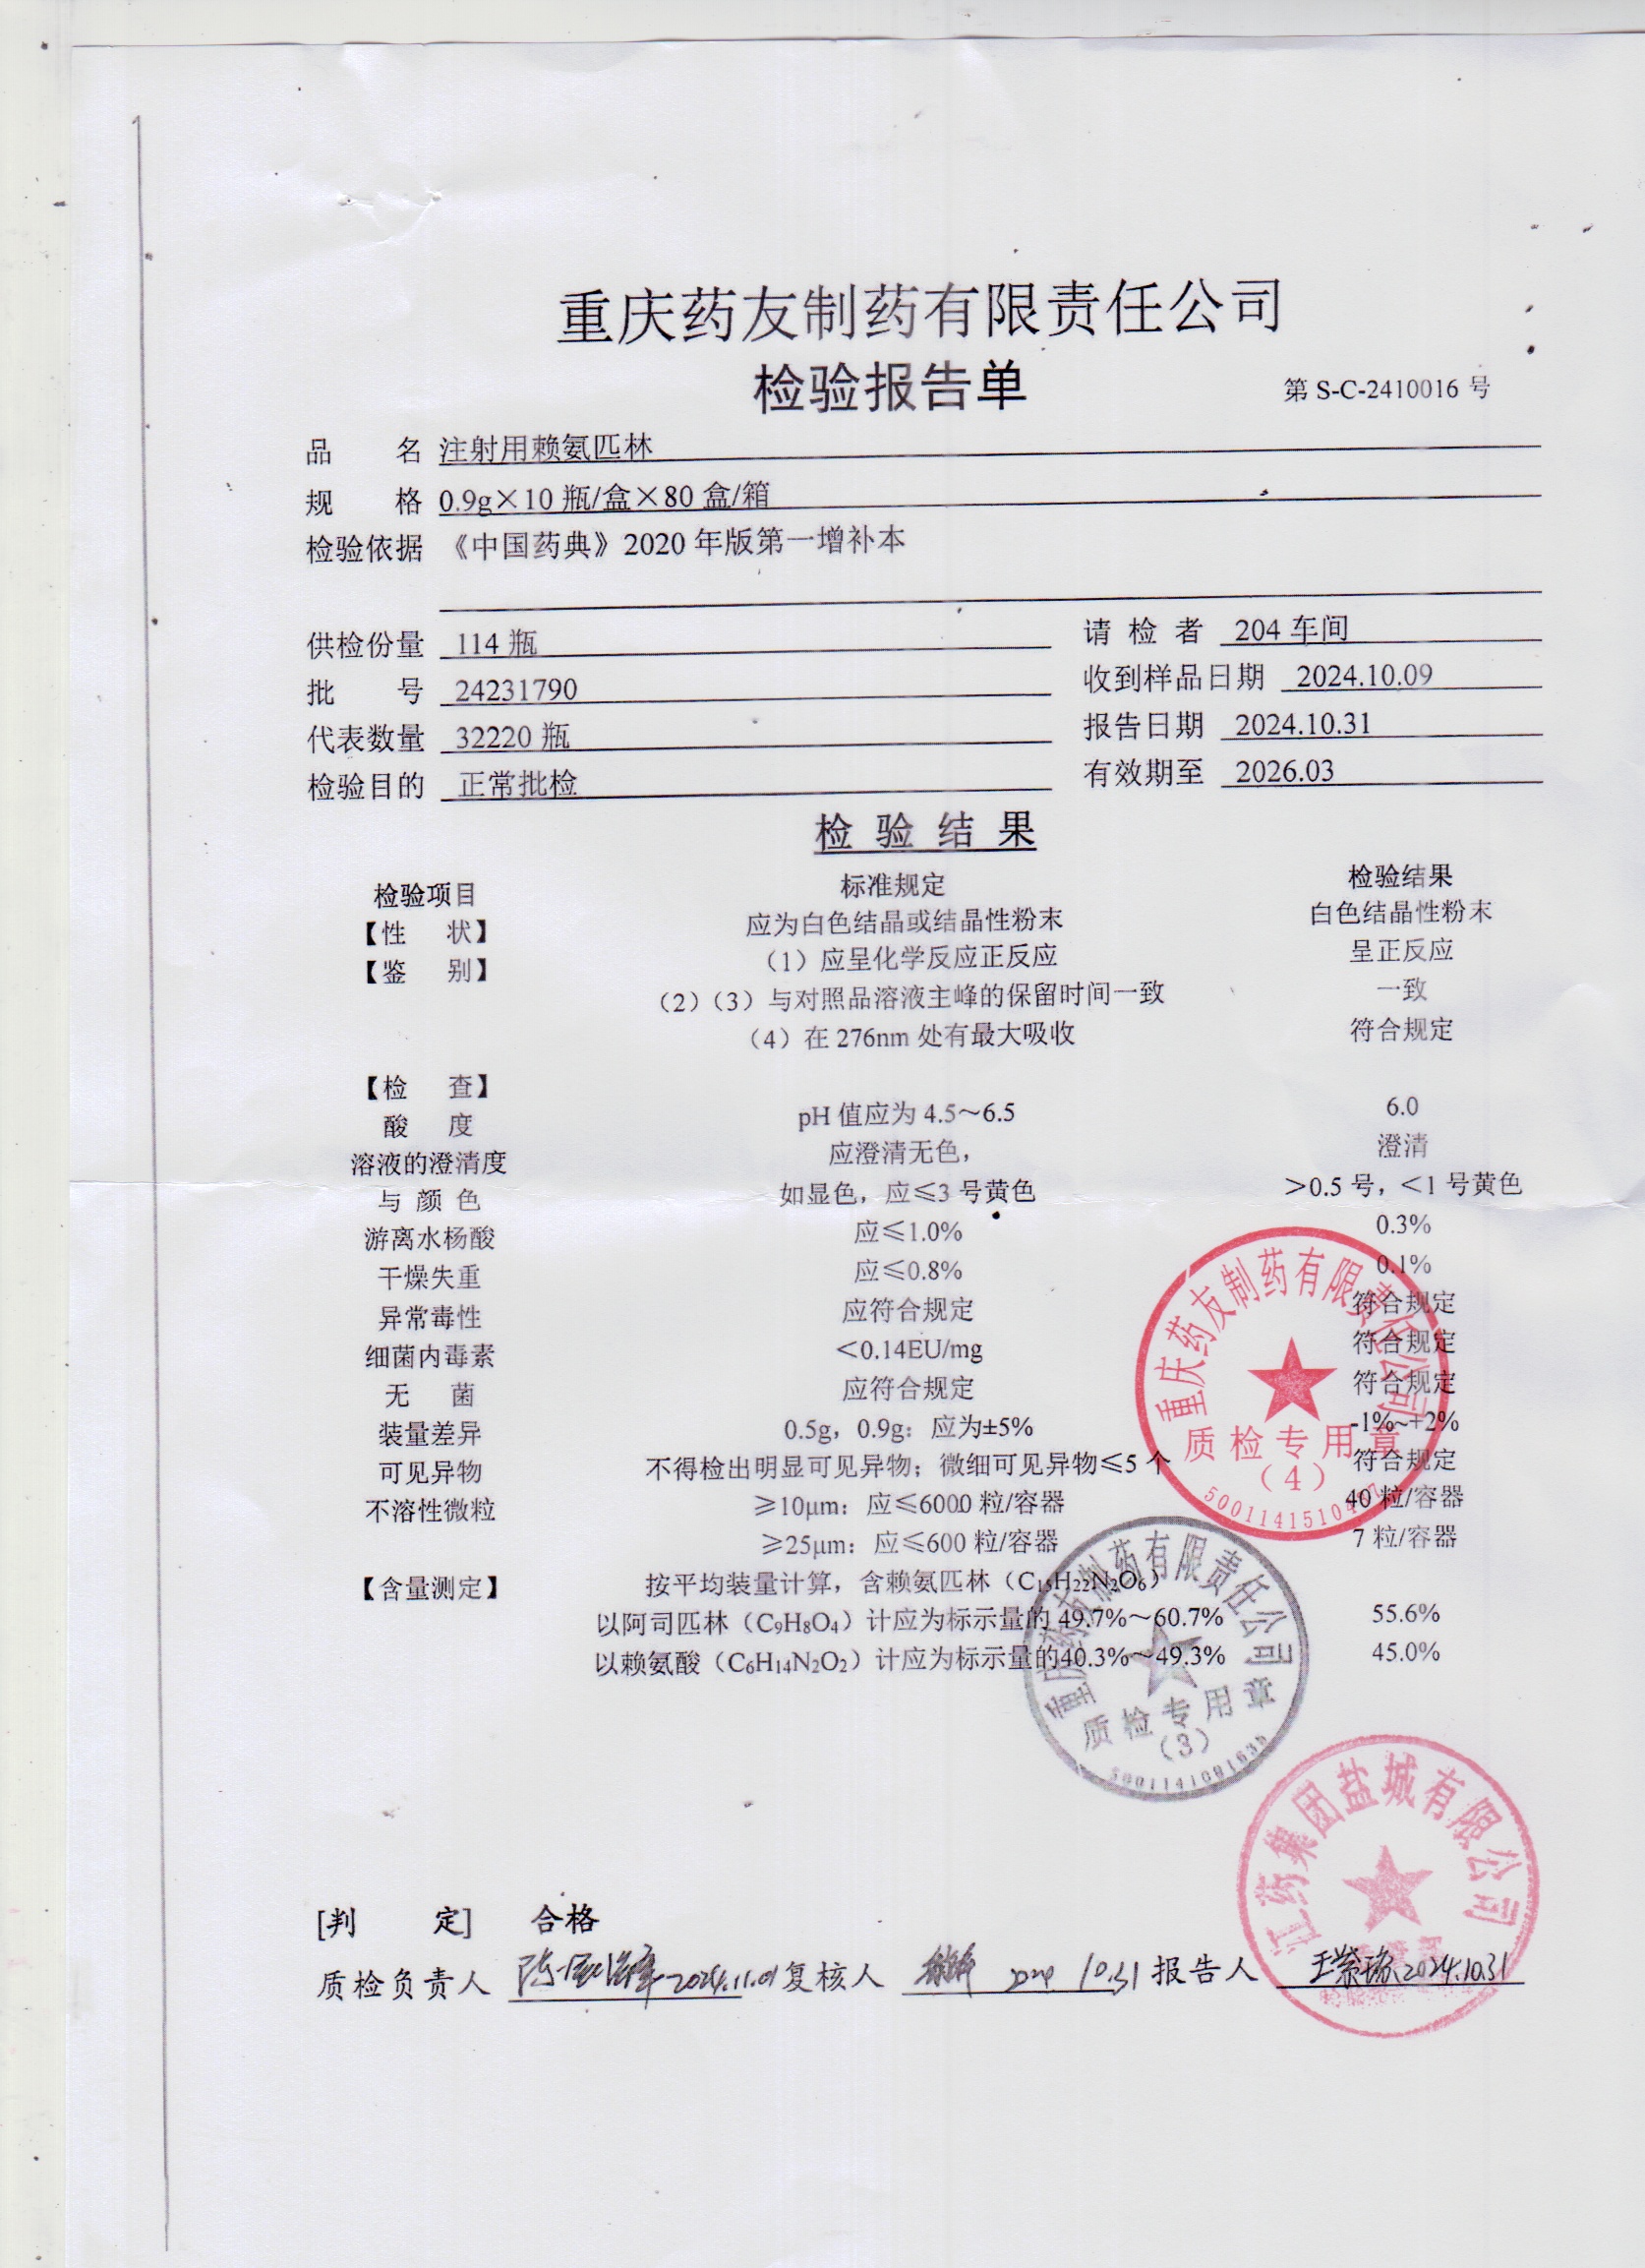 重庆药友制药有限责任公司
检验报告单
第 S-C-2410016 号
品 名 注射用赖氨匹林
规 格 0.9g×10 瓶/盒×80 盒/箱
检验依据 《中国药典》2020 年版第一增补本
供检份量 114 瓶 请 检 者 204 车间
批 号 24231790 收到样品日期 2024.10.09
代表数量 32220 瓶 报告日期 2024.10.31
检验目的 正常批检 有效期至 2026.03
检 验 结 果
检验项目 标准规定 检验结果
【性 状】 应为白色结晶或结晶性粉末 白色结晶性粉末
【鉴 别】 （1）应呈化学反应正反应 呈正反应
（2）（3）与对照品溶液主峰的保留时间一致 一致
（4）在 276nm 处有最大吸收 符合规定
【检 查】
酸 度 pH 值应为 4.5～6.5 6.0
溶液的澄清度 应澄清无色， 澄清
与 颜 色 如显色，应≤3 号黄色 >0.5 号，<1 号黄色
游离水杨酸 应≤1.0% 0.3%
干燥失重 应≤0.8% 0.1%
异常毒性 应符合规定 符合规定
细菌内毒素 <0.14EU/mg 符合规定
无 菌 应符合规定 符合规定
装量差异 0.5g，0.9g：应为±5% -1%~+2%
可见异物 不得检出明显可见异物；微细可见异物≤5 个 符合规定
不溶性微粒 ≥10μm：应≤6000 粒/容器 40 粒/容器
≥25μm：应≤600 粒/容器 7 粒/容器
【含量测定】 按平均装量计算，含赖氨匹林（C₁₅H₂₂N₂O₆）
以阿司匹林（C₉H₈O₄）计应为标示量的 49.7%～60.7% 55.6%
以赖氨酸（C₆H₁₄N₂O₂）计应为标示量的40.3%～49.3% 45.0%
重庆药友制药有限责任公司
质检专用章
（4）
重庆药友制药有限责任公司
质检专用章
（3）
江药集团盐城有限公司
[判 定] 合格
质检负责人 2024.11.01 复核人 10.31 报告人 2024.10.31